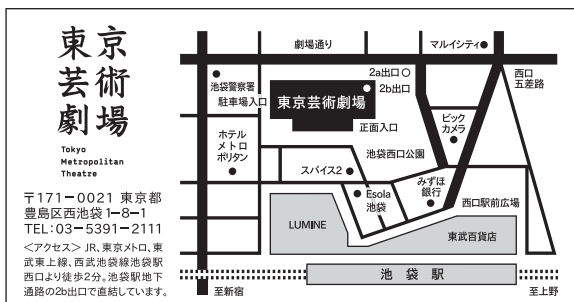 東京
芸術
劇場
Tokyo
Metropolitan
Theatre
〒171-0021 東京都
豊島区西池袋1-8-1
TEL:03-5391-2111
＜アクセス＞JR、東京メトロ、東
武東上線、西武池袋線池袋駅
西口より徒歩2分。池袋駅地下
通路の2b出口で直結しています。
劇場通り
マルイシティ
池袋警察署
駐車場入口
東京芸術劇場
2a出口
2b出口
正面入口
西口
五差路
ビック
カメラ
ホテル
メトロ
ポリタン
スパイス2
池袋西口公園
Esola
池袋
みずほ
銀行
西口駅前広場
LUMINE
東武百貨店
池袋駅
至新宿
至上野